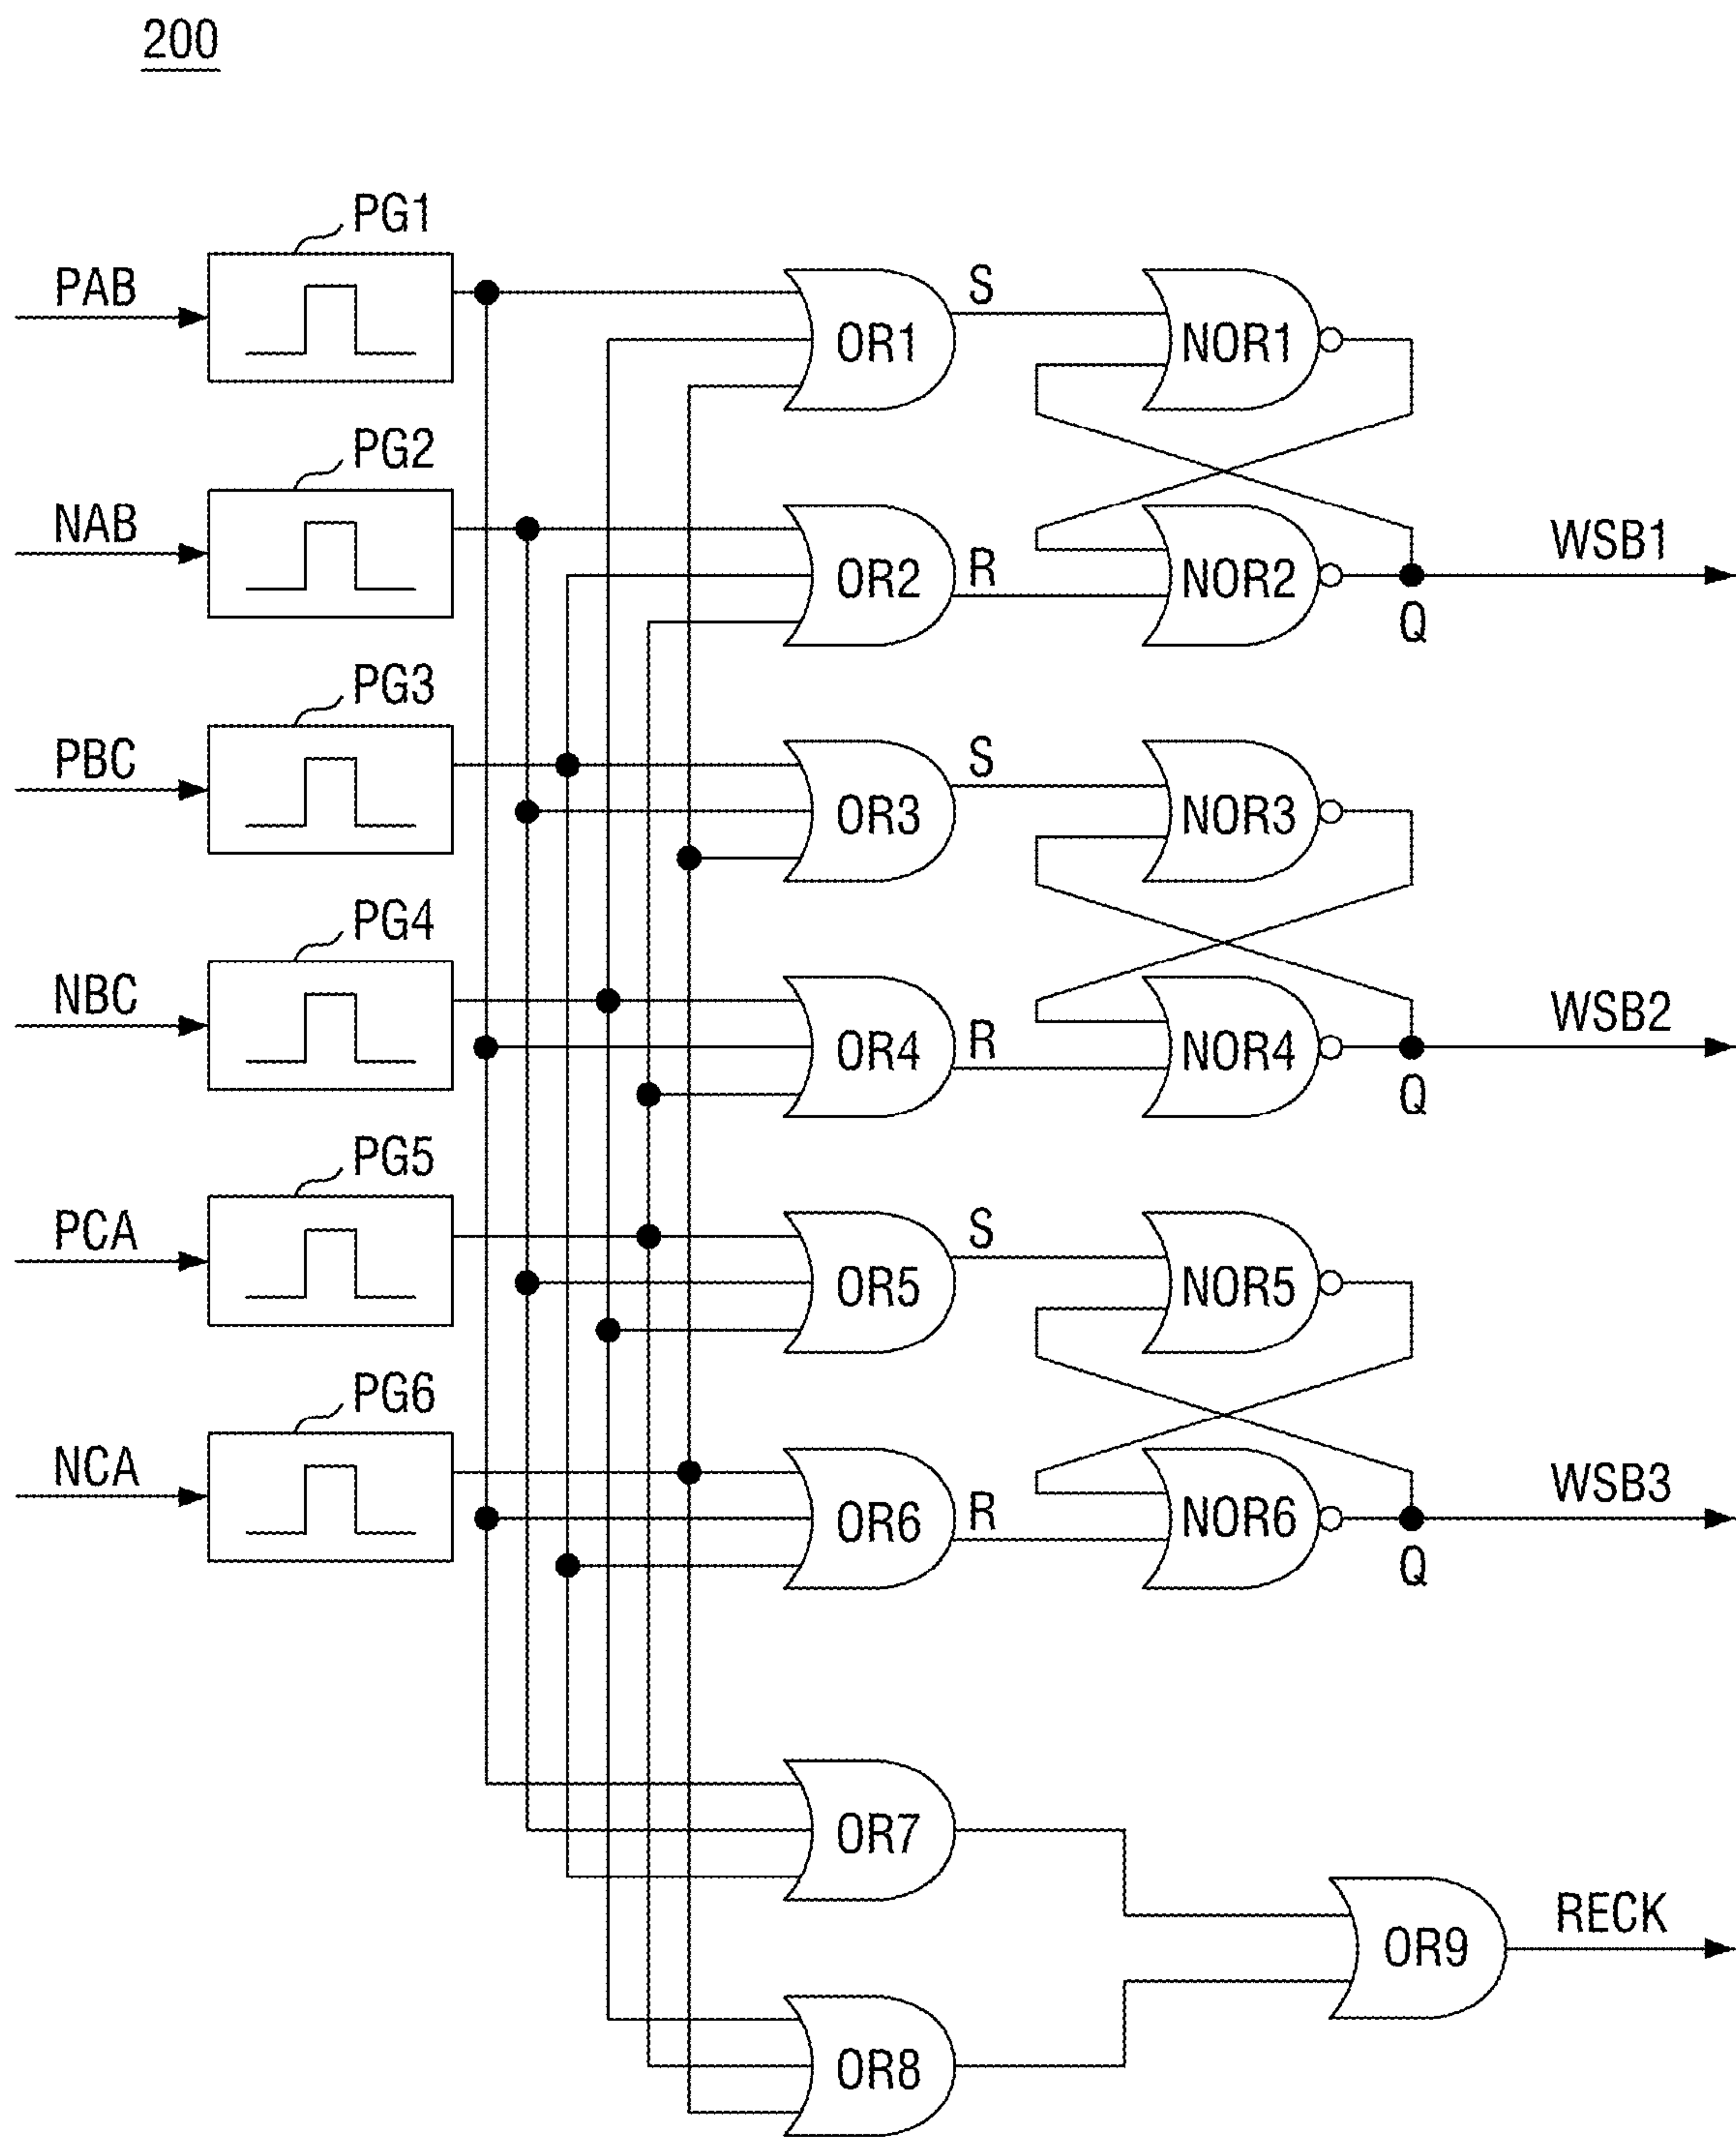 200
PG1
PAB
OR1
S
NOR1
PG2
NAB
OR2
R
NOR2
WSB1
Q
PG3
PBC
OR3
S
NOR3
PG4
NBC
OR4
R
NOR4
WSB2
Q
PG5
PCA
OR5
S
NOR5
PG6
NCA
OR6
R
NOR6
WSB3
Q
OR7
OR9
RECK
OR8